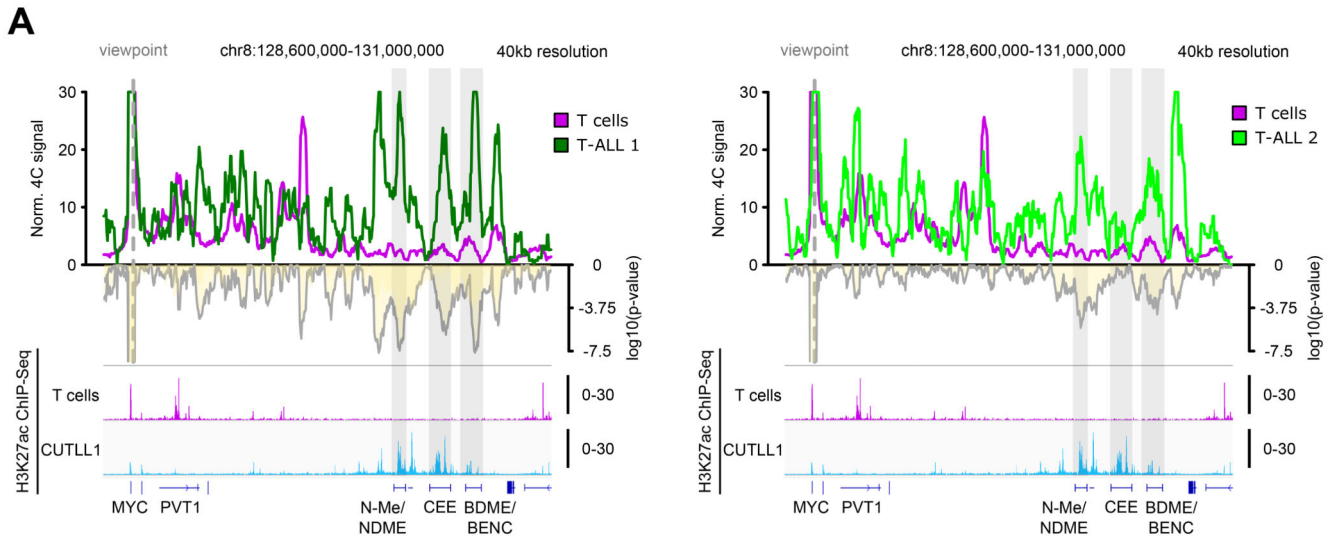 A
viewpoint chr8:128,600,000-131,000,000 40kb resolution
30
20
10
0
Norm. 4C signal
T cells
T-ALL 1
0
-3.75
-7.5
log10(p-value)
H3K27ac ChIP-Seq
T cells
0-30
CUTLL1
0-30
MYC PVT1 N-Me/ CEE BDME/
NDME BENC
viewpoint chr8:128,600,000-131,000,000 40kb resolution
30
20
10
0
Norm. 4C signal
T cells
T-ALL 2
0
-3.75
-7.5
log10(p-value)
H3K27ac ChIP-Seq
T cells
0-30
CUTLL1
0-30
MYC PVT1 N-Me/ CEE BDME/
NDME BENC